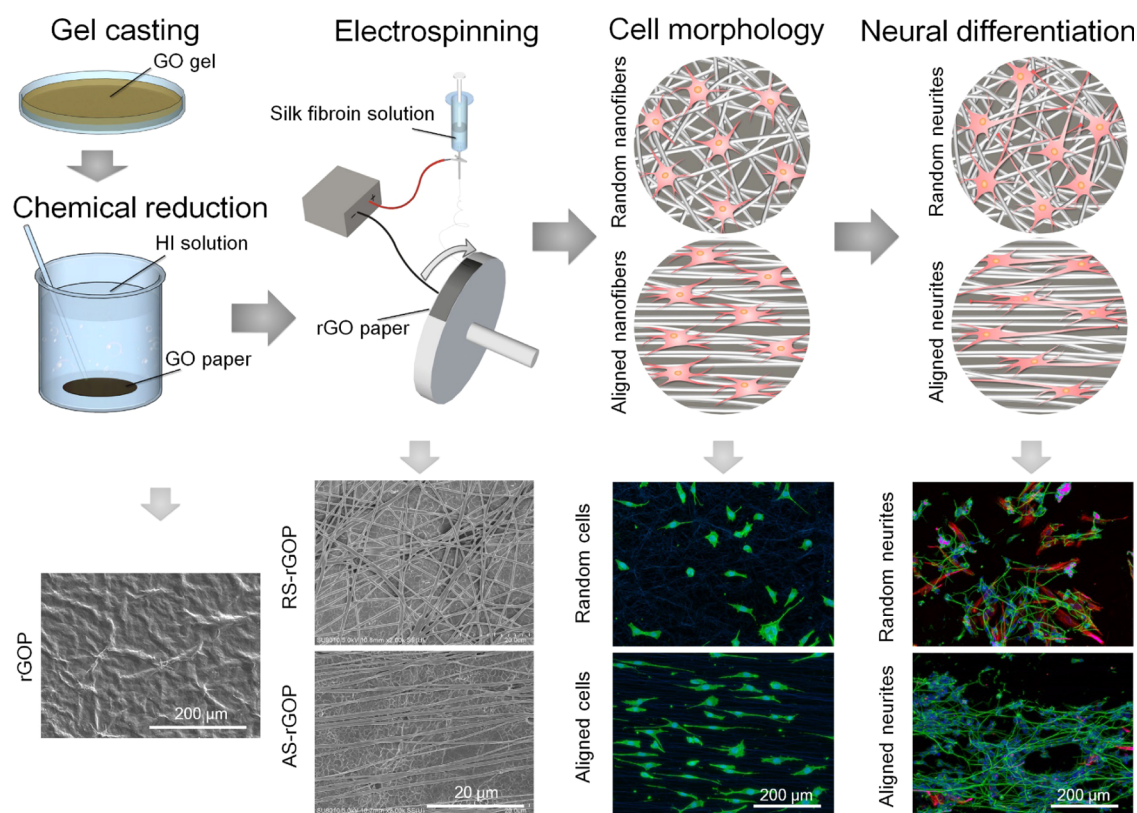 Gel casting
GO gel
Chemical reduction
HI solution
GO paper
Electrospinning
Silk fibroin solution
+
-
rGO paper
Cell morphology
Random nanofibers
Aligned nanofibers
Neural differentiation
Random neurites
Aligned neurites
rGOP
200 µm
RS-rGOP
AS-rGOP
20 µm
Random cells
Aligned cells
200 µm
Random neurites
Aligned neurites
200 µm